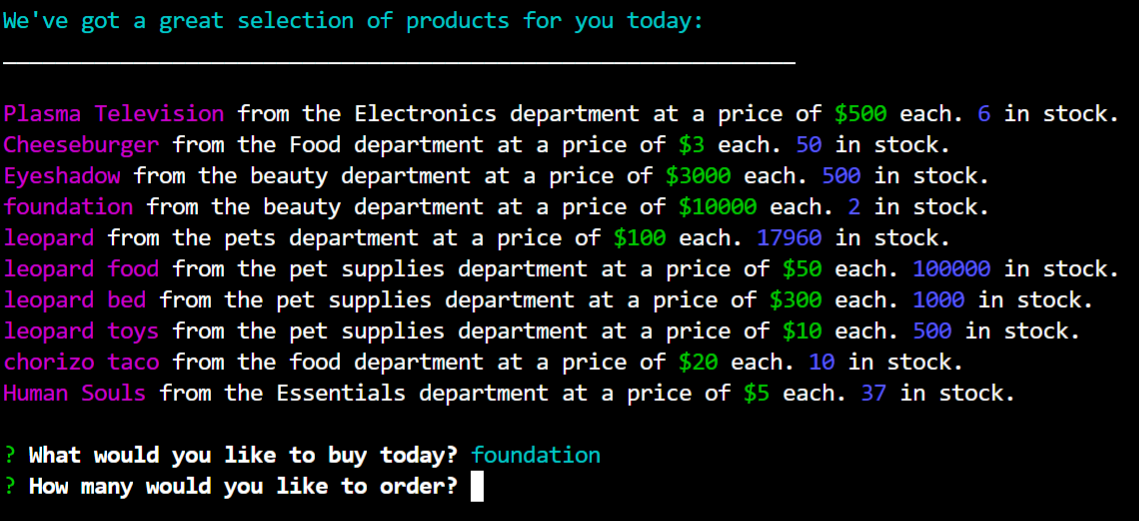 We've got a great selection of products for you today:
Plasma Television from the Electronics department at a price of $500 each. 6 in stock.
Cheeseburger from the Food department at a price of $3 each. 50 in stock.
Eyeshadow from the beauty department at a price of $3000 each. 500 in stock.
foundation from the beauty department at a price of $10000 each. 2 in stock.
leopard from the pets department at a price of $100 each. 17960 in stock.
leopard food from the pet supplies department at a price of $50 each. 100000 in stock.
leopard bed from the pet supplies department at a price of $300 each. 1000 in stock.
leopard toys from the pet supplies department at a price of $10 each. 500 in stock.
chorizo taco from the food department at a price of $20 each. 10 in stock.
Human Souls from the Essentials department at a price of $5 each. 37 in stock.
? What would you like to buy today? foundation
? How many would you like to order?